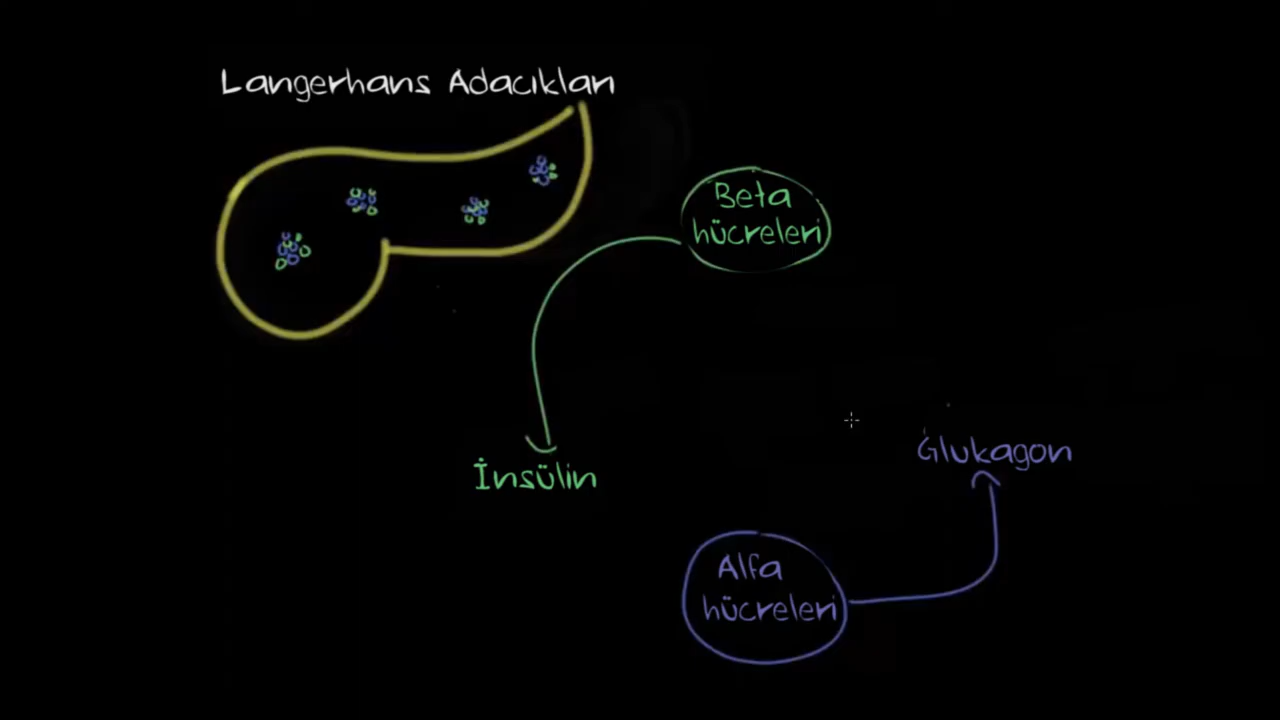 Langerhans Adacıkları
Beta
hücreleri
İnsülin
Glukagon
Alfa
hücreleri